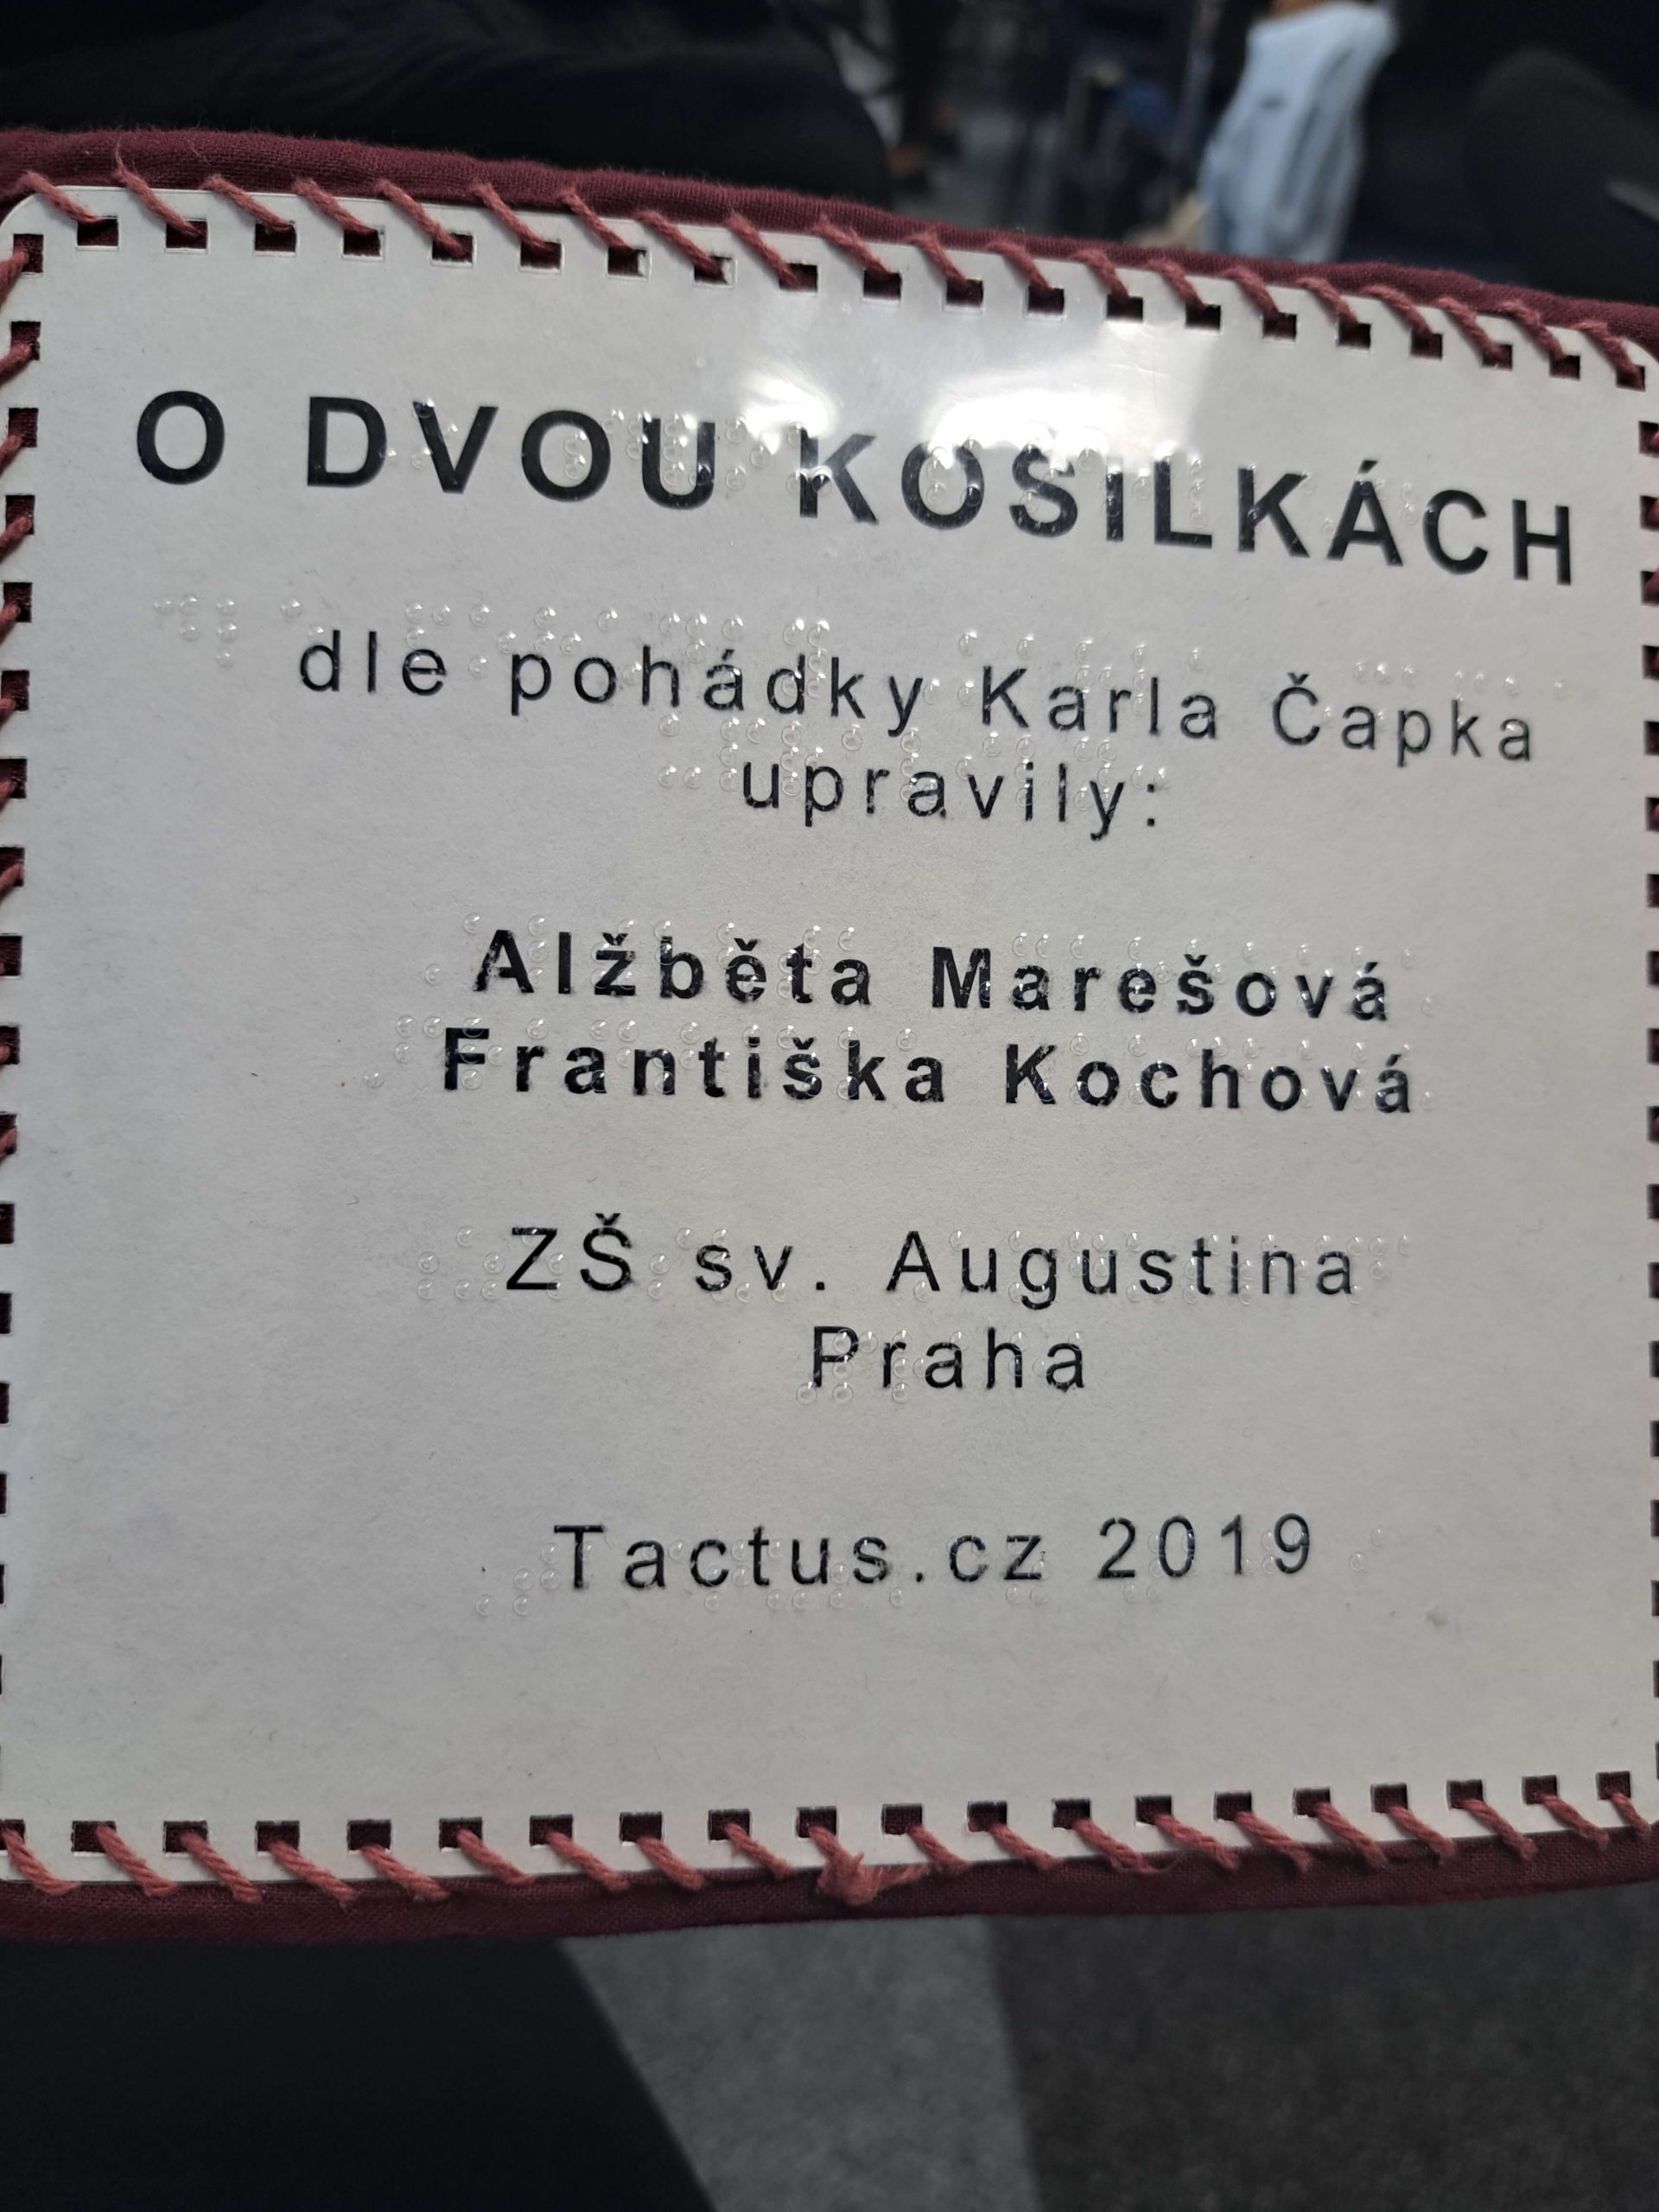 O DVOU KOŠILKÁCH
dle pohádky Karla Čapka
upravily:
Alžběta Marešová
Františka Kochová
ZŠ sv. Augustina
Praha
Tactus.cz 2019